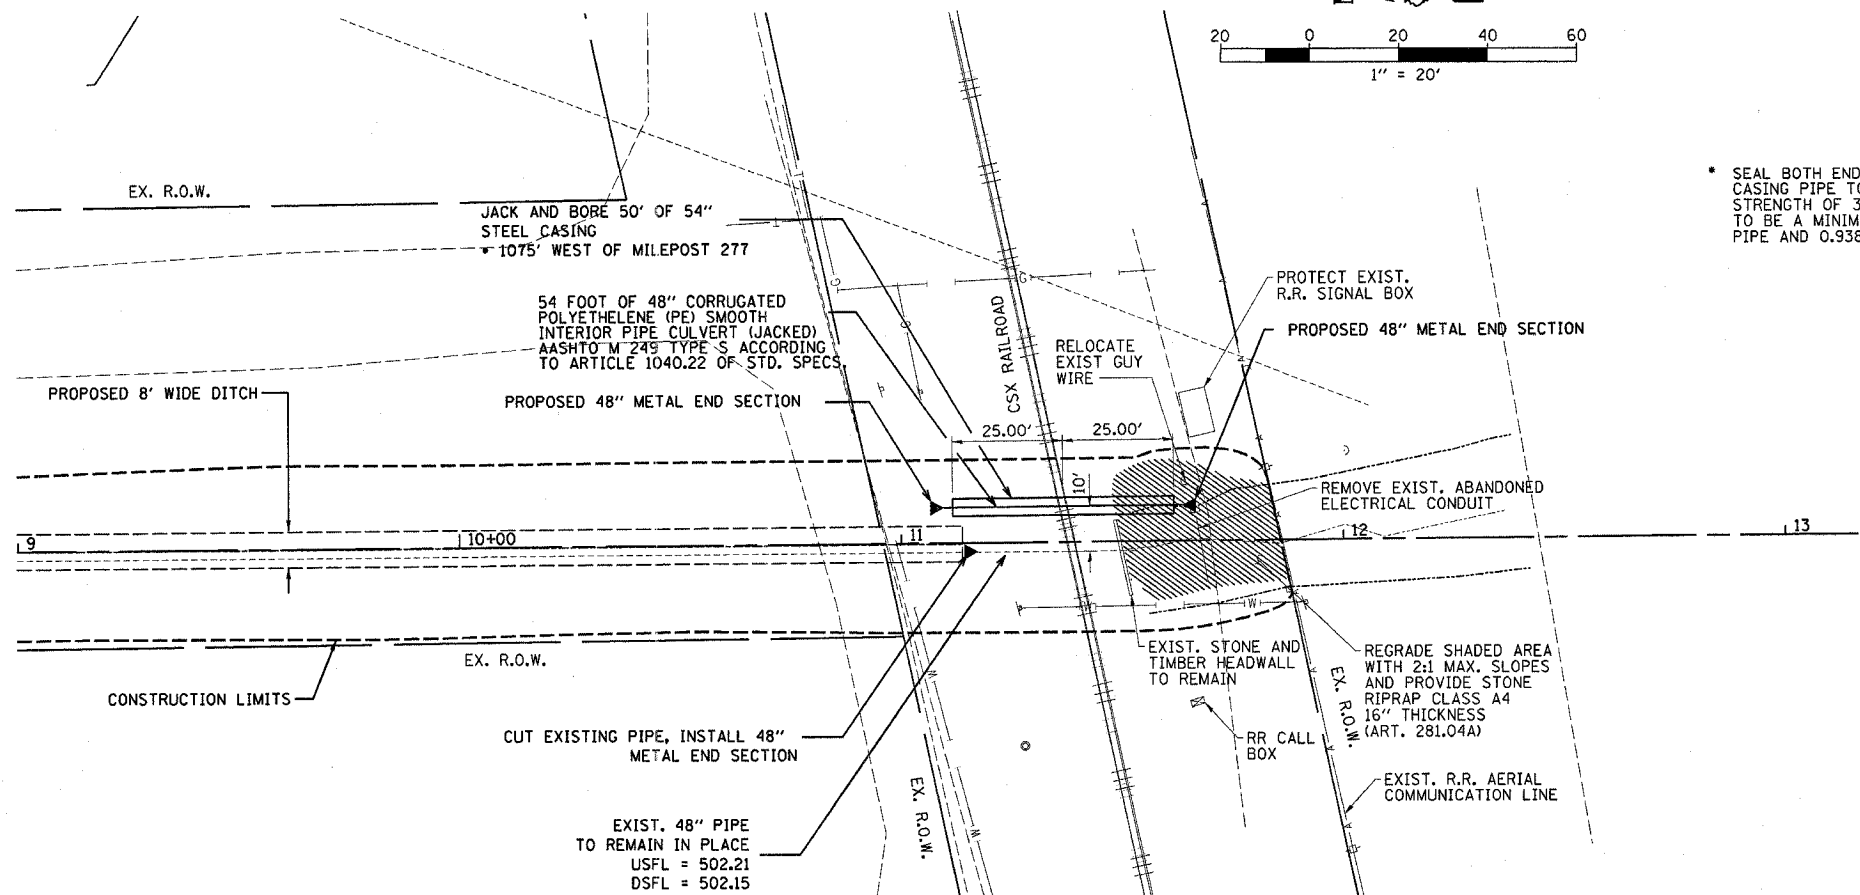 20 0 20 40 60
1" = 20'
EX. R.O.W.
JACK AND BORE 50' OF 54"
STEEL CASING
• 1075' WEST OF MILEPOST 277
* SEAL BOTH END
CASING PIPE TO
STRENGTH OF 3
TO BE A MINIM
PIPE AND 0.938
54 FOOT OF 48" CORRUGATED
POLYETHELENE (PE) SMOOTH
INTERIOR PIPE CULVERT (JACKED)
AASHTO M 249 TYPE S ACCORDING
TO ARTICLE 1040.22 OF STD. SPECS.
PROPOSED 48" METAL END SECTION
PROPOSED 8' WIDE DITCH
CSX RAILROAD
RELOCATE
EXIST GUY
WIRE
PROTECT EXIST.
R.R. SIGNAL BOX
PROPOSED 48" METAL END SECTION
25.00' 25.00'
10'
REMOVE EXIST. ABANDONED
ELECTRICAL CONDUIT
9 10+00 11 12 13
G
G
G
W
W
W
W
EX. R.O.W.
CONSTRUCTION LIMITS
EXIST. STONE AND
TIMBER HEADWALL
TO REMAIN
REGRADE SHADED AREA
WITH 2:1 MAX. SLOPES
AND PROVIDE STONE
RIPRAP CLASS A4
16" THICKNESS
(ART. 281.04A)
EX. R.O.W.
RR CALL
BOX
EXIST. R.R. AERIAL
COMMUNICATION LINE
CUT EXISTING PIPE, INSTALL 48"
METAL END SECTION
EX. R.O.W.
EXIST. 48" PIPE
TO REMAIN IN PLACE
USFL = 502.21
DSFL = 502.15